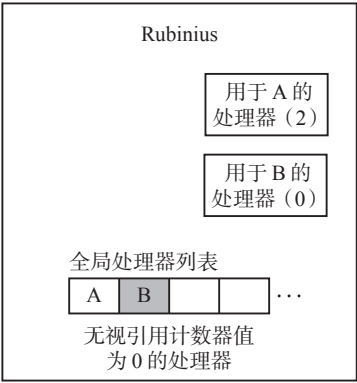 Rubinius
用于 A 的
处理器（2）
用于 B 的
处理器（0）
全局处理器列表
A B ···
无视引用计数器值
为 0 的处理器